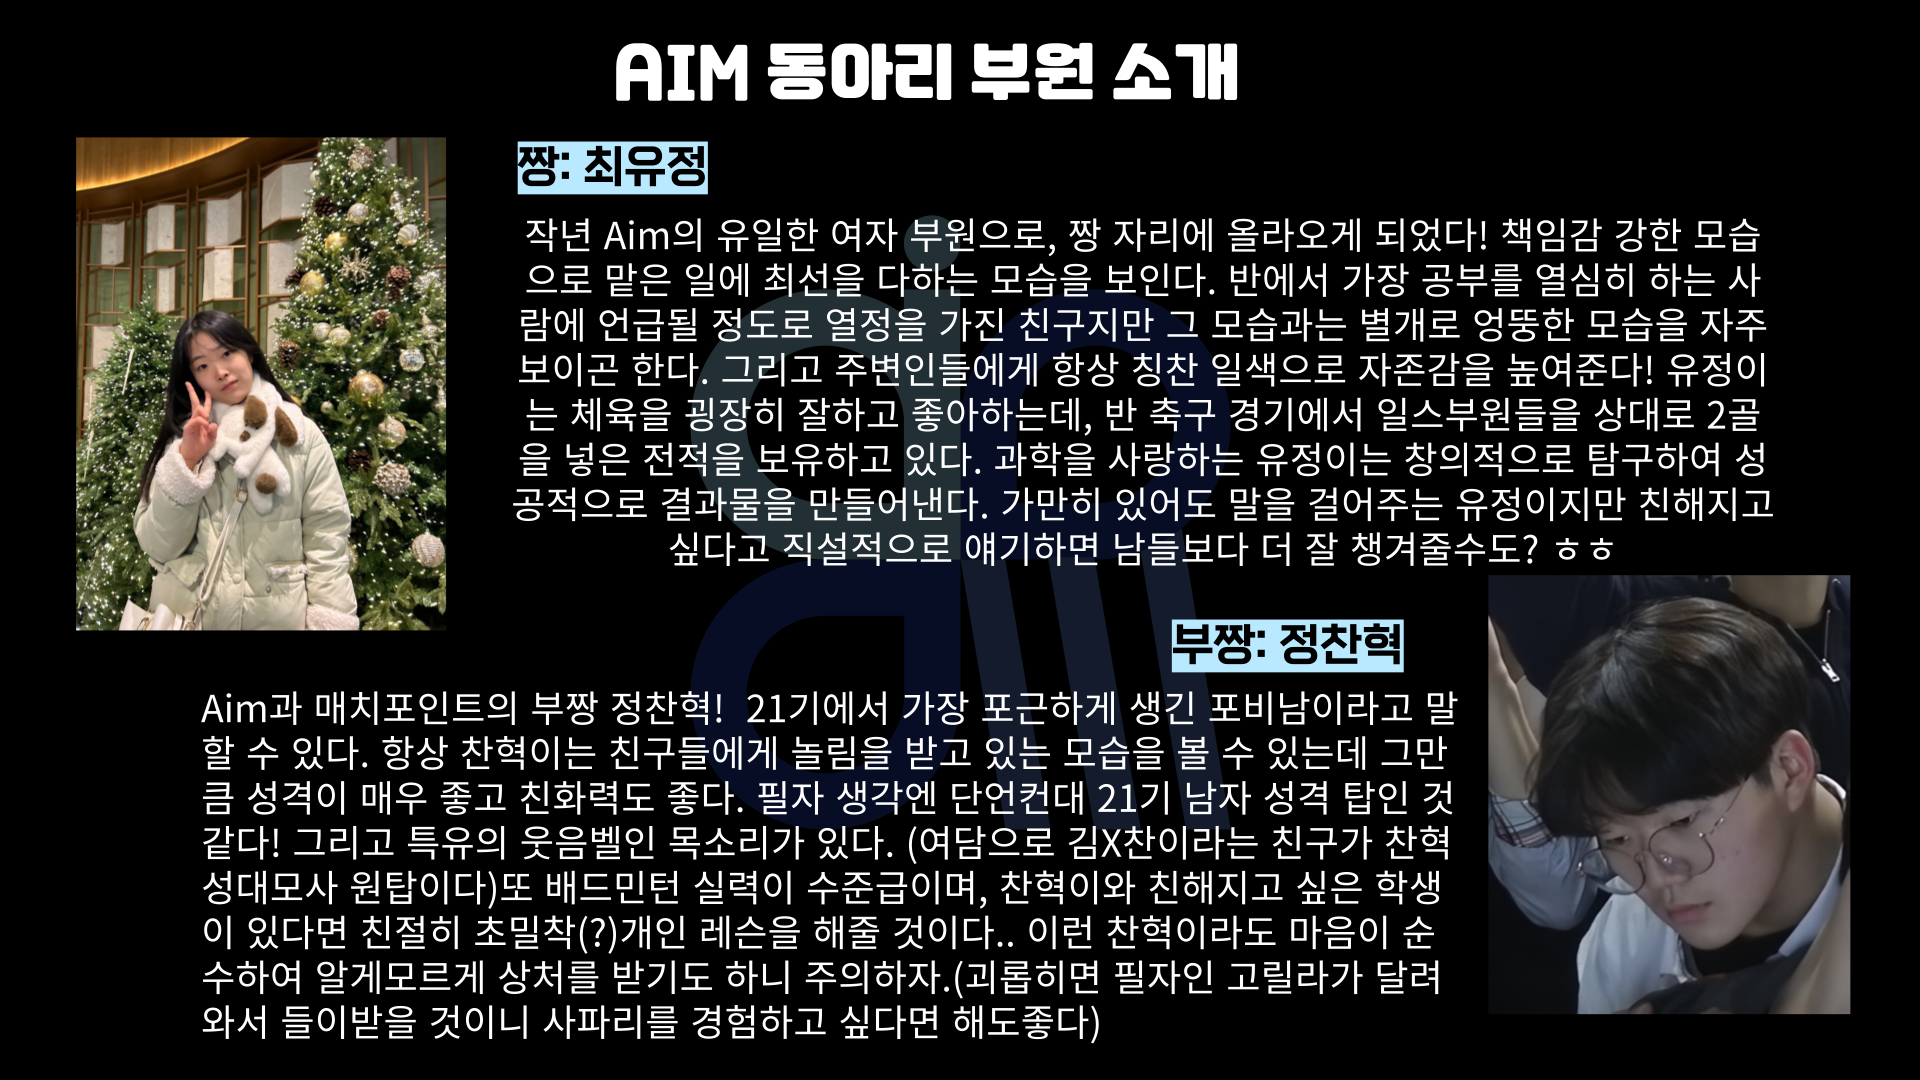 AIM 동아리 부원 소개
짱: 최유정
작년 Aim의 유일한 여자 부원으로, 짱 자리에 올라오게 되었다! 책임감 강한 모습
으로 맡은 일에 최선을 다하는 모습을 보인다. 반에서 가장 공부를 열심히 하는 사
람에 언급될 정도로 열정을 가진 친구지만 그 모습과는 별개로 엉뚱한 모습을 자주
보이곤 한다. 그리고 주변인들에게 항상 칭찬 일색으로 자존감을 높여준다! 유정이
는 체육을 굉장히 잘하고 좋아하는데, 반 축구 경기에서 일스부원들을 상대로 2골
을 넣은 전적을 보유하고 있다. 과학을 사랑하는 유정이는 창의적으로 탐구하여 성
공적으로 결과물을 만들어낸다. 가만히 있어도 말을 걸어주는 유정이지만 친해지고
싶다고 직설적으로 얘기하면 남들보다 더 잘 챙겨줄수도? ㅎㅎ
부짱: 정찬혁
Aim과 매치포인트의 부짱 정찬혁! 21기에서 가장 포근하게 생긴 포비남이라고 말
할 수 있다. 항상 찬혁이는 친구들에게 놀림을 받고 있는 모습을 볼 수 있는데 그만
큼 성격이 매우 좋고 친화력도 좋다. 필자 생각엔 단언컨대 21기 남자 성격 탑인 것
같다! 그리고 특유의 웃음벨인 목소리가 있다. (여담으로 김X찬이라는 친구가 찬혁
성대모사 원탑이다)또 배드민턴 실력이 수준급이며, 찬혁이와 친해지고 싶은 학생
이 있다면 친절히 초밀착(?)개인 레슨을 해줄 것이다.. 이런 찬혁이라도 마음이 순
수하여 알게모르게 상처를 받기도 하니 주의하자.(괴롭히면 필자인 고릴라가 달려
와서 들이받을 것이니 사파리를 경험하고 싶다면 해도좋다)